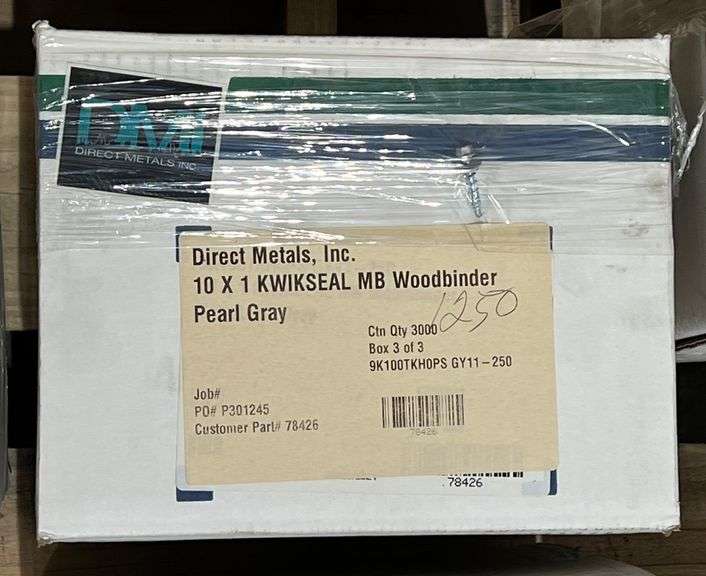 DMI
DIRECT METALS INC
Direct Metals, Inc.
10 X 1 KWIKSEAL MB Woodbinder
Pearl Gray
1250
Ctn Qty 3000
Box 3 of 3
9K100TKH0PS GY11-250
Job#
PO# P301245
Customer Part# 78426
78426
78426